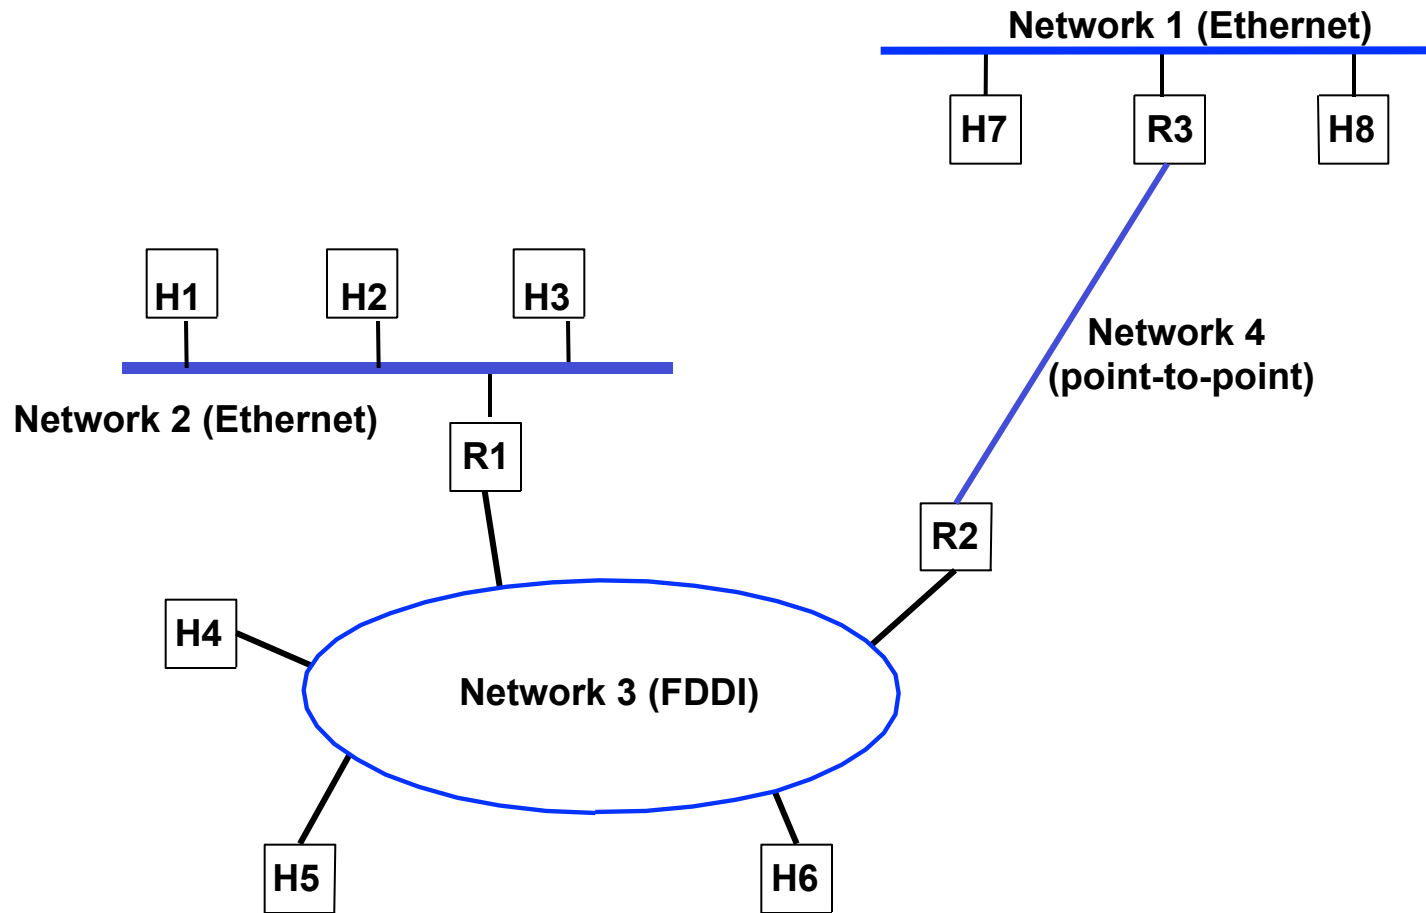 Network 1 (Ethernet)
H7
R3
H8
H1
H2
H3
Network 4
(point-to-point)
Network 2 (Ethernet)
R1
R2
H4
Network 3 (FDDI)
H5
H6